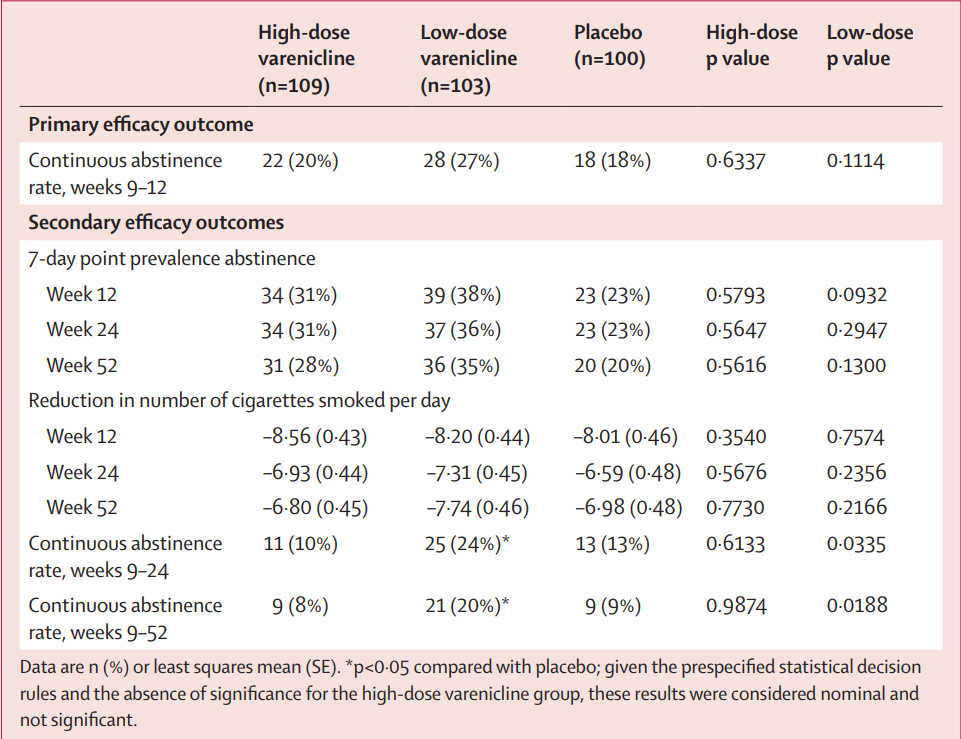 High-dose varenicline (n=109) Low-dose varenicline (n=103) Placebo (n=100) High-dose p value Low-dose p value
Primary efficacy outcome
Continuous abstinence rate, weeks 9–12 22 (20%) 28 (27%) 18 (18%) 0·6337 0·1114
Secondary efficacy outcomes
7-day point prevalence abstinence
Week 12 34 (31%) 39 (38%) 23 (23%) 0·5793 0·0932
Week 24 34 (31%) 37 (36%) 23 (23%) 0·5647 0·2947
Week 52 31 (28%) 36 (35%) 20 (20%) 0·5616 0·1300
Reduction in number of cigarettes smoked per day
Week 12 –8·56 (0·43) –8·20 (0·44) –8·01 (0·46) 0·3540 0·7574
Week 24 –6·93 (0·44) –7·31 (0·45) –6·59 (0·48) 0·5676 0·2356
Week 52 –6·80 (0·45) –7·74 (0·46) –6·98 (0·48) 0·7730 0·2166
Continuous abstinence rate, weeks 9–24 11 (10%) 25 (24%)* 13 (13%) 0·6133 0·0335
Continuous abstinence rate, weeks 9–52 9 (8%) 21 (20%)* 9 (9%) 0·9874 0·0188
Data are n (%) or least squares mean (SE). *p<0·05 compared with placebo; given the prespecified statistical decision
rules and the absence of significance for the high-dose varenicline group, these results were considered nominal and
not significant.